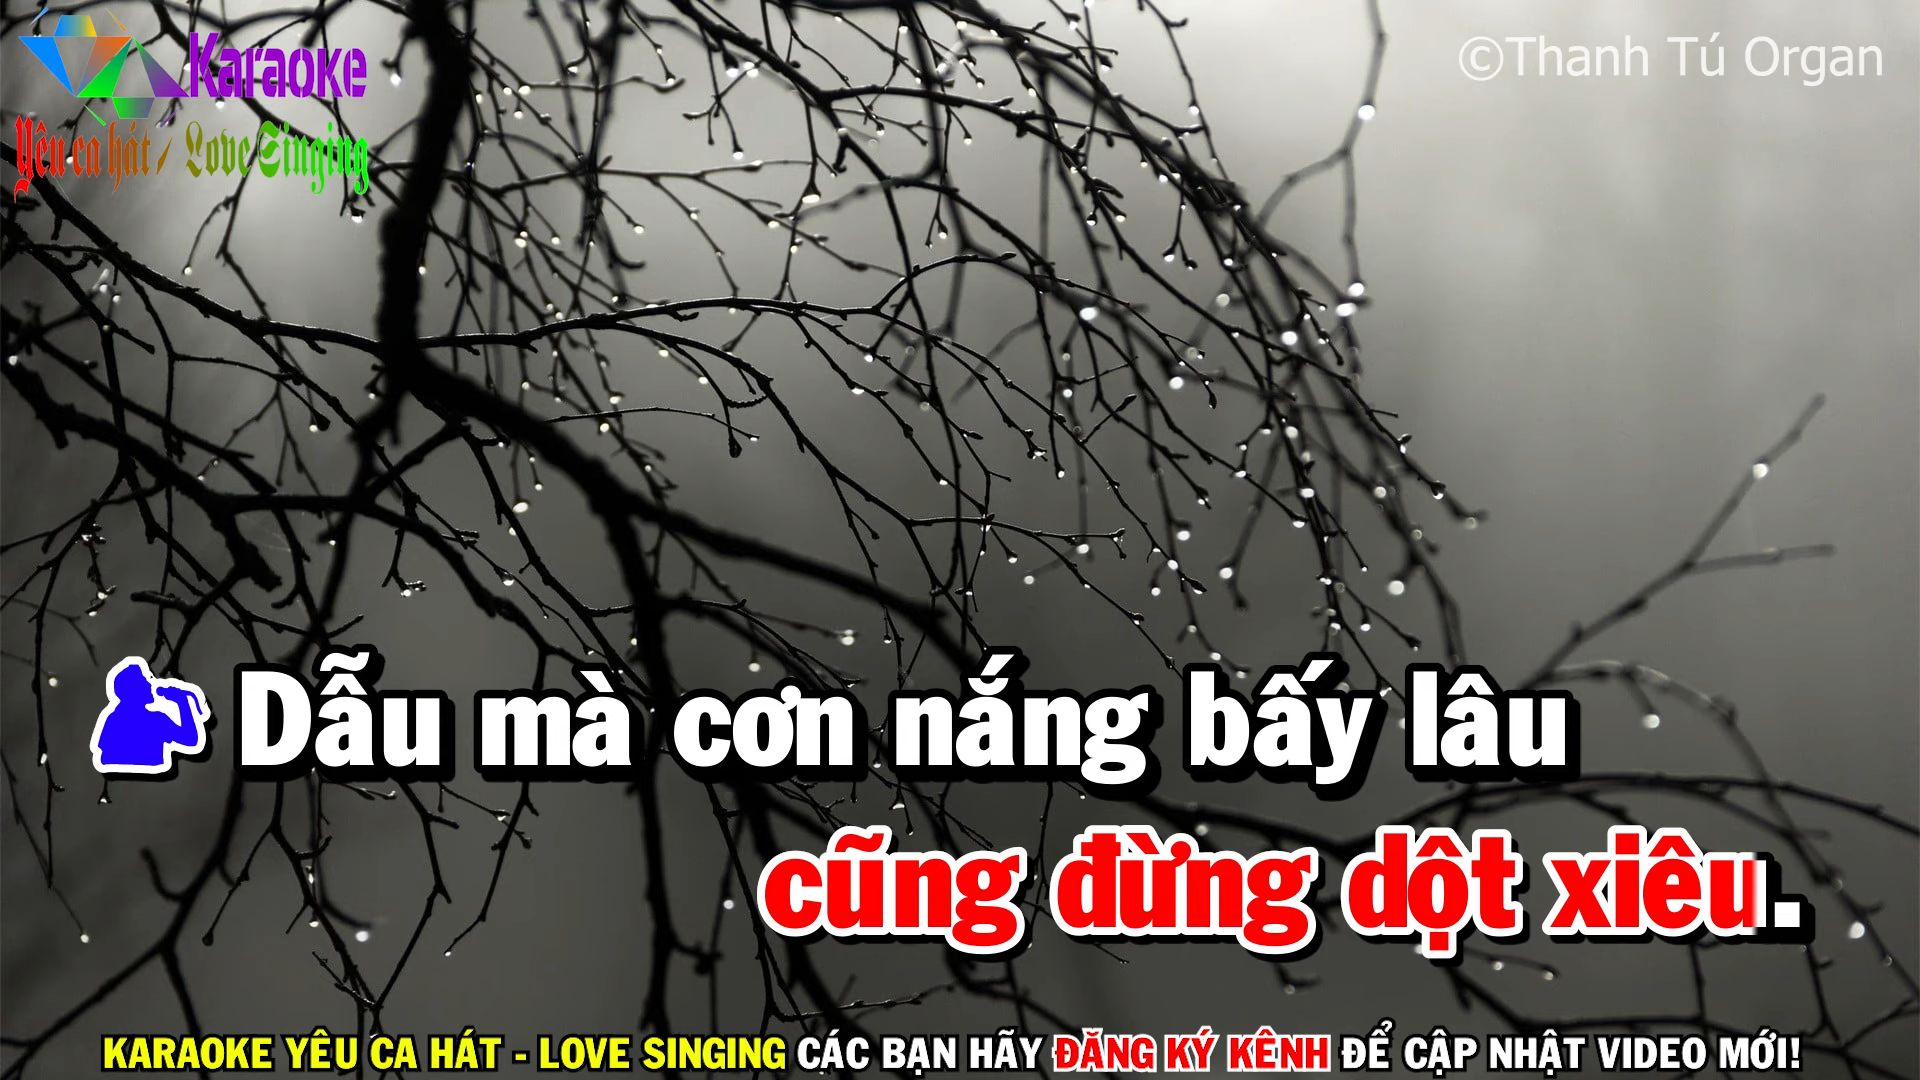 Karaoke
Yêu ca hát - Love Singing
©Thanh Tú Organ
Dẫu mà cơn nắng bấy lâu
cũng đừng dột xiêu.
KARAOKE YÊU CA HÁT - LOVE SINGING CÁC BẠN HÃY ĐĂNG KÝ KÊNH ĐỂ CẬP NHẬT VIDEO MỚI!